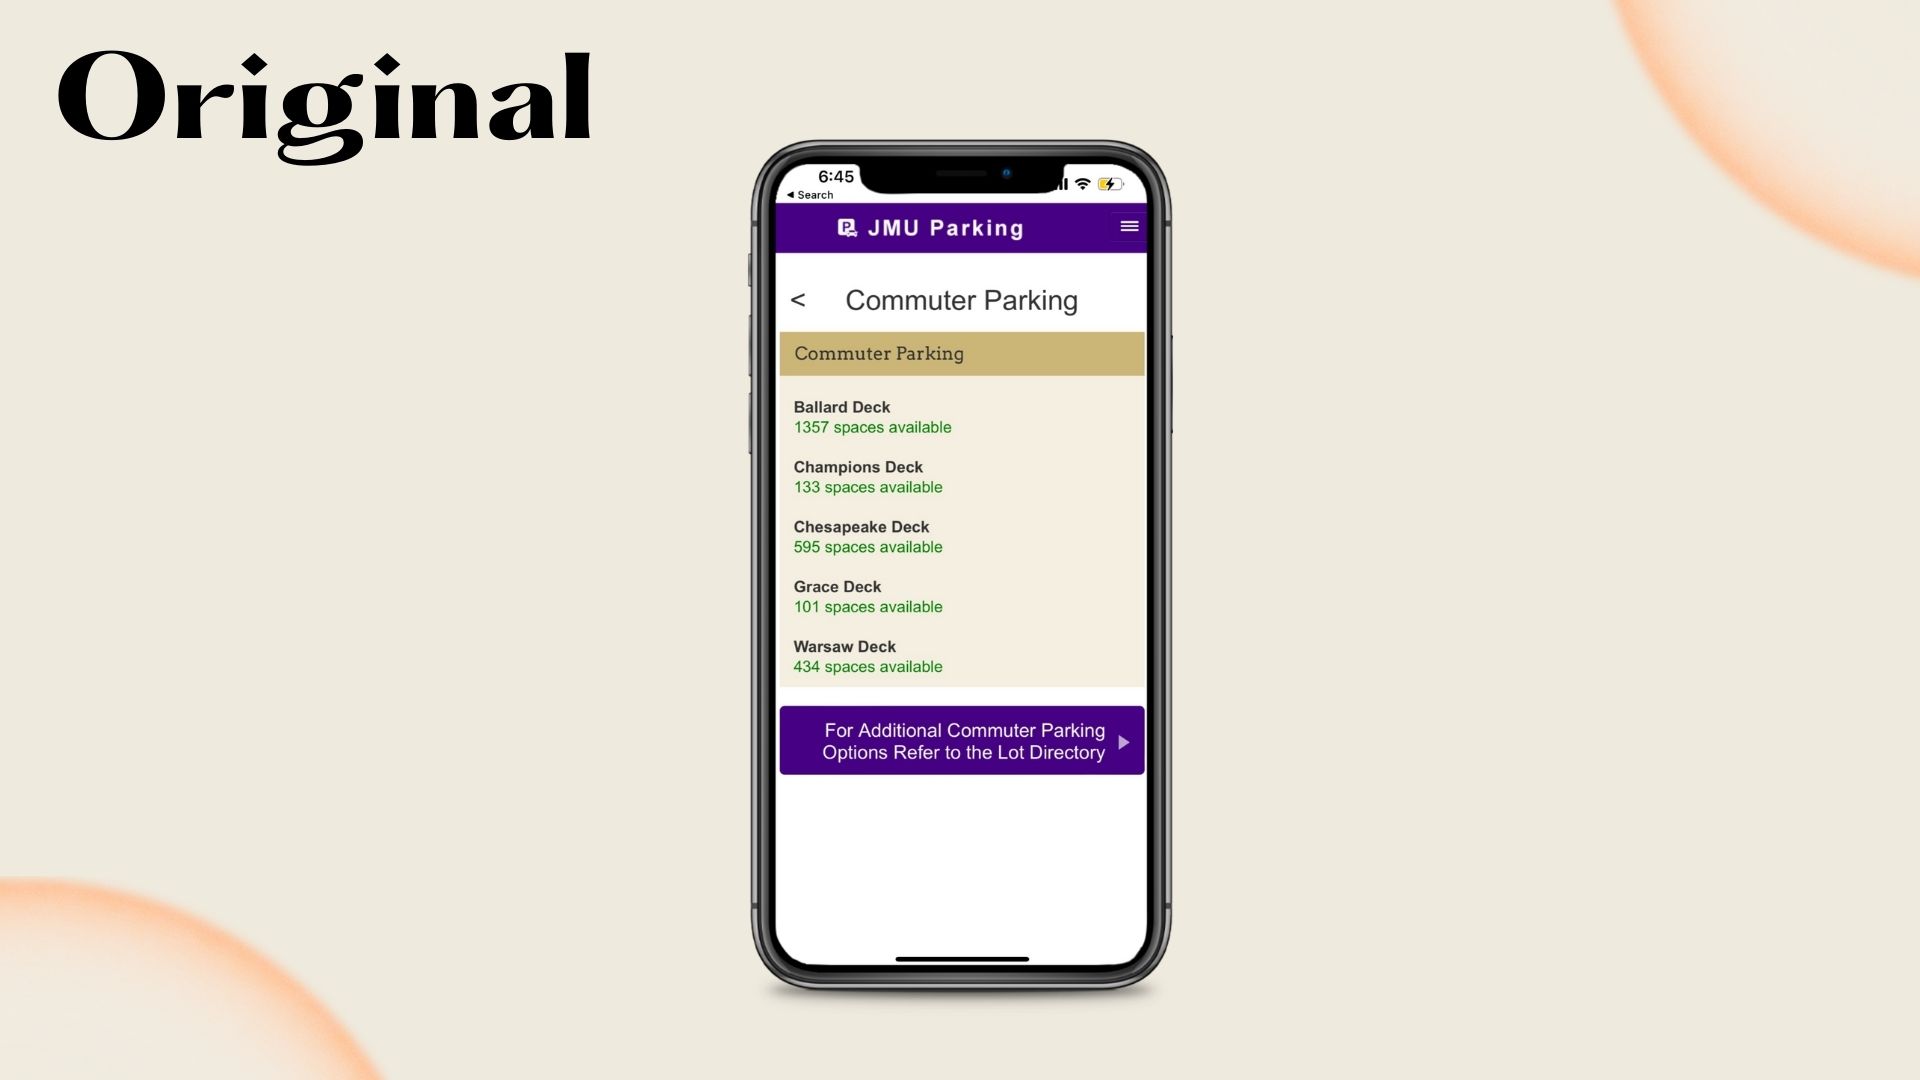 Original
6:45
◀ Search
JMU Parking
< Commuter Parking
Commuter Parking
Ballard Deck
1357 spaces available
Champions Deck
133 spaces available
Chesapeake Deck
595 spaces available
Grace Deck
101 spaces available
Warsaw Deck
434 spaces available
For Additional Commuter Parking
Options Refer to the Lot Directory